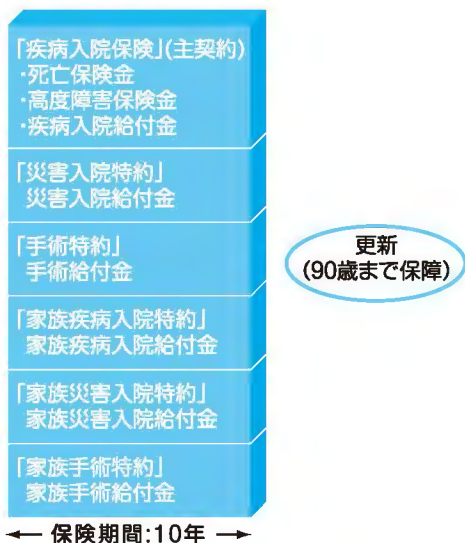 「疾病入院保険」(主契約)
・死亡保険金
・高度障害保険金
・疾病入院給付金
「災害入院特約」
災害入院給付金
「手術特約」
手術給付金
「家族疾病入院特約」
家族疾病入院給付金
「家族災害入院特約」
家族災害入院給付金
「家族手術特約」
家族手術給付金
更新
(90歳まで保障)
← 保険期間:10年 →